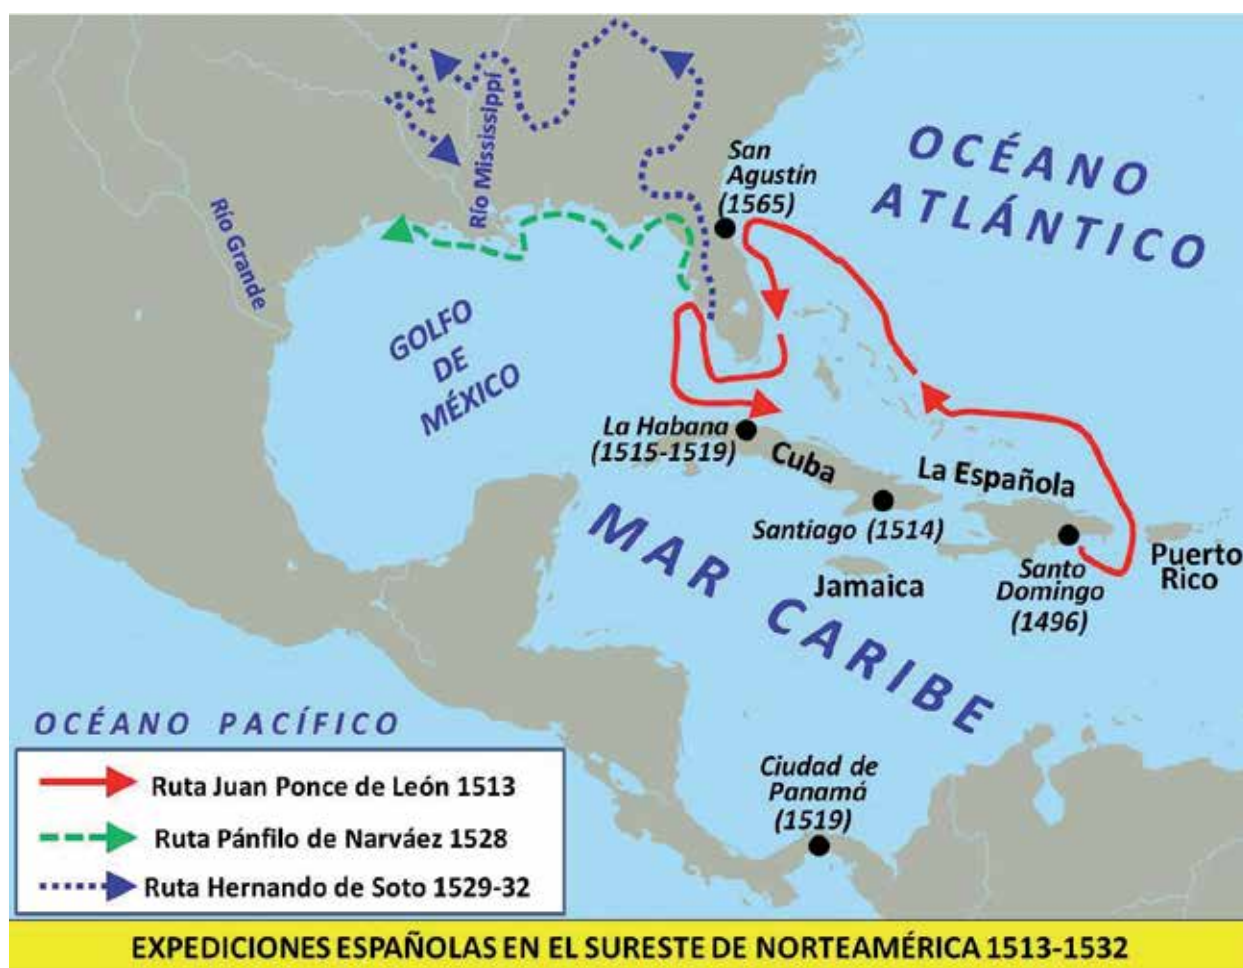 San
Agustín
(1565)
OCÉANO
ATLÁNTICO
Río Mississippí
Río Grande
GOLFO
DE
MÉXICO
La Habana
(1515-1519)
Cuba
La Española
Santiago (1514)
Jamaica
Santo
Domingo
(1496)
Puerto
Rico
MAR CARIBE
OCÉANO PACÍFICO
Ciudad de
Panamá
(1519)
Ruta Juan Ponce de León 1513
Ruta Pánfilo de Narváez 1528
Ruta Hernando de Soto 1529-32
EXPEDICIONES ESPAÑOLAS EN EL SURESTE DE NORTEAMÉRICA 1513-1532